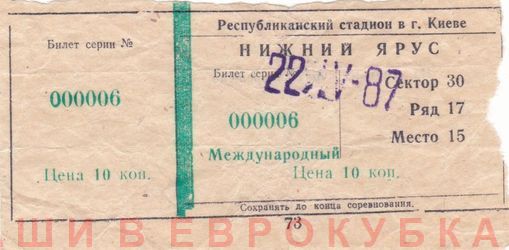 Республиканский стадион в г. Киеве
НИЖНИЙ ЯРУС
Билет серии №
000006
Цена 10 коп.
Билет серии №
000006
Международный
Цена 10 коп.
22 IV-87
Сектор 30
Ряд 17
Место 15
Сохранять до конца соревнования.
73
АШИ В ЕВРОКУБКА